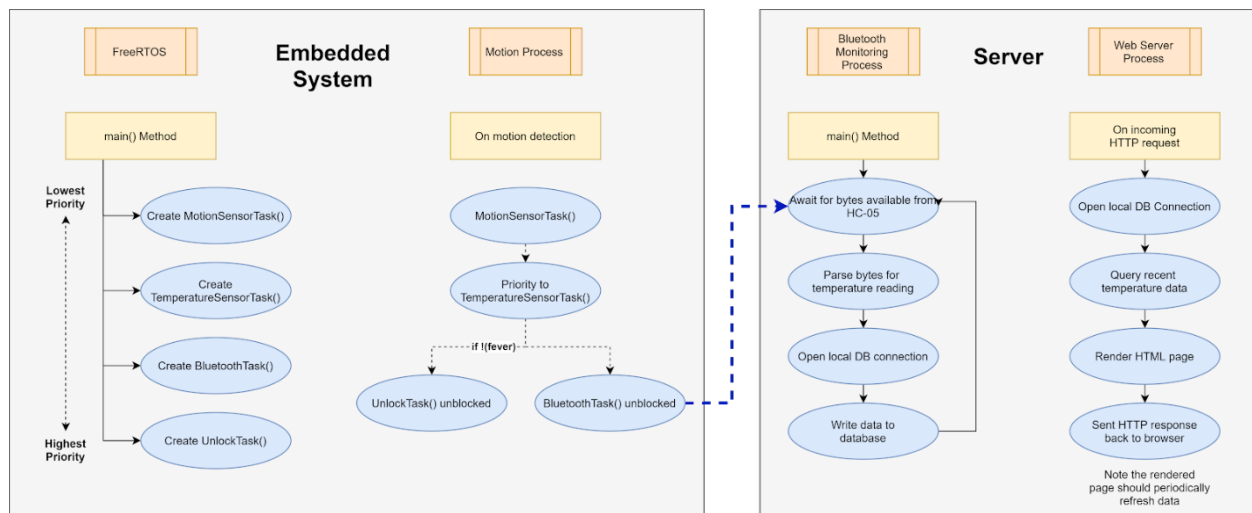 FreeRTOS
Embedded
System
Motion Process
main() Method
On motion detection
Lowest
Priority
Highest
Priority
Create MotionSensorTask()
Create
TemperatureSensorTask()
Create BluetoothTask()
Create UnlockTask()
MotionSensorTask()
Priority to
TemperatureSensorTask()
if !(fever)
UnlockTask() unblocked
BluetoothTask() unblocked
Bluetooth
Monitoring
Process
Server
Web Server
Process
main() Method
Await for bytes available from
HC-05
Parse bytes for
temperature reading
Open local DB connection
Write data to
database
On incoming
HTTP request
Open local DB Connection
Query recent
temperature data
Render HTML page
Sent HTTP response
back to browser
Note the rendered
page should periodically
refresh data